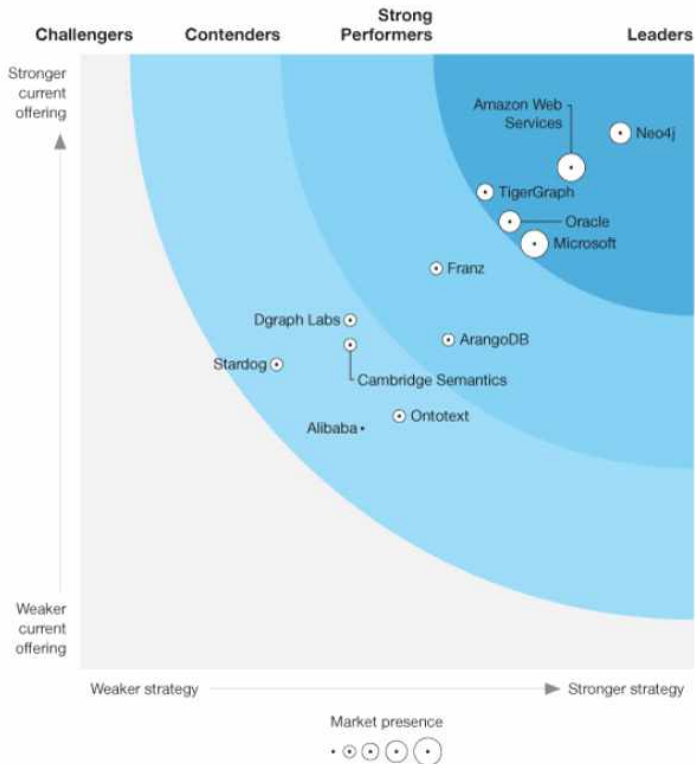 Challengers
Contenders
Strong
Performers
Leaders
Stronger
current
offering
Amazon Web
Services
Neo4j
TigerGraph
Oracle
Microsoft
Franz
Dgraph Labs
ArangoDB
Stardog
Cambridge Semantics
Ontotext
Alibaba
Weaker
current
offering
Weaker strategy
Stronger strategy
Market presence